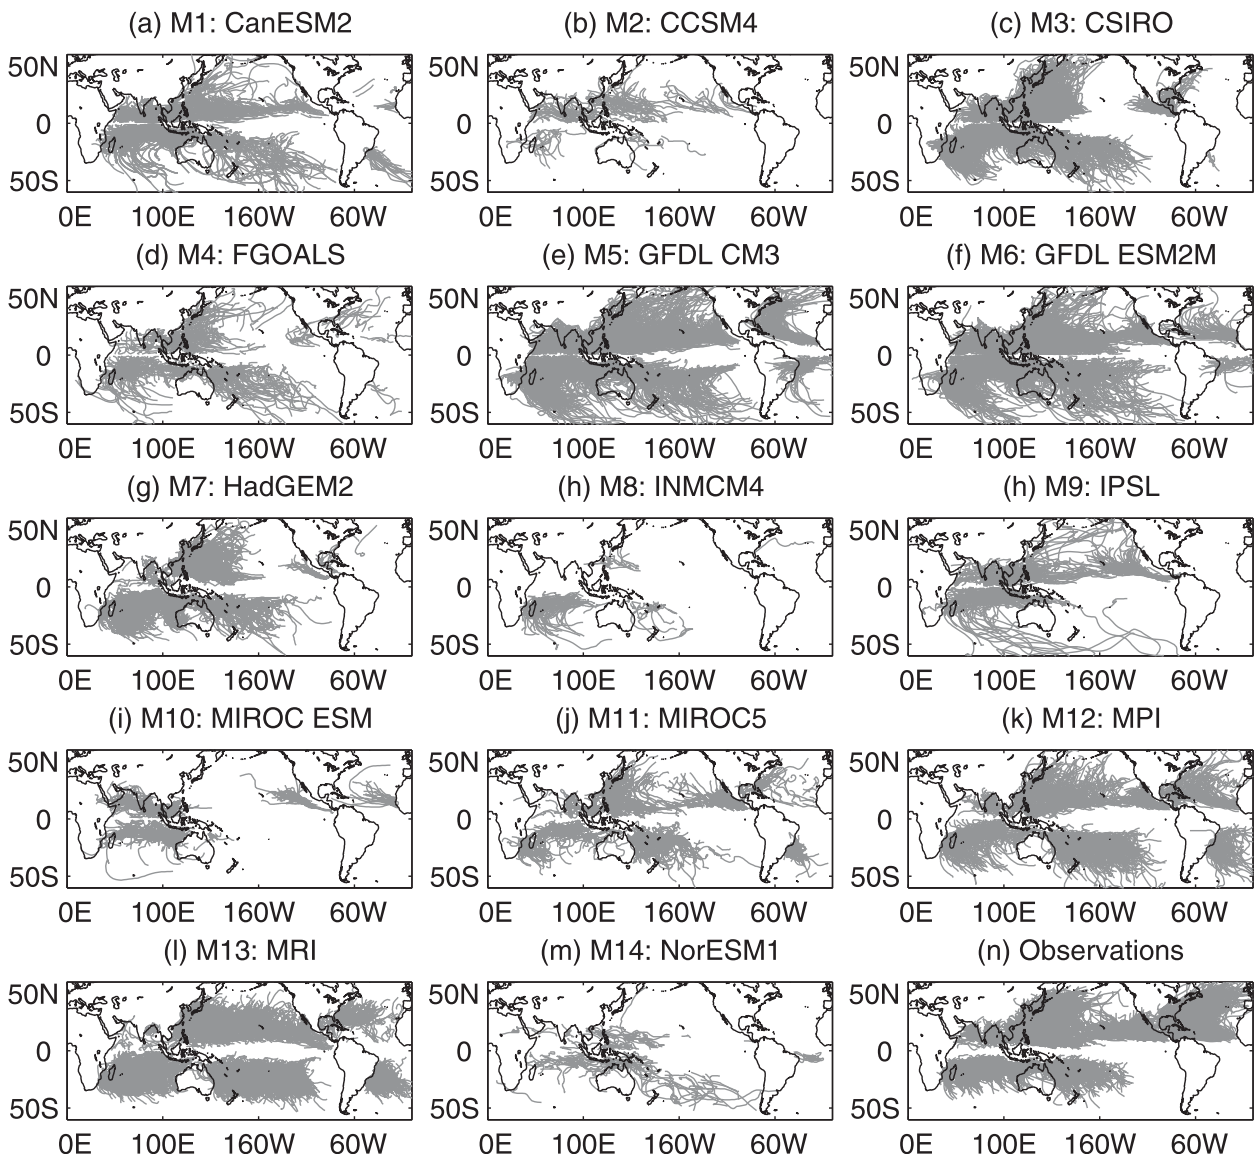 (a) M1: CanESM2 (b) M2: CCSM4 (c) M3: CSIRO
50N 50N 50N
0 0 0
50S 50S 50S
0E 100E 160W 60W 0E 100E 160W 60W 0E 100E 160W 60W
(d) M4: FGOALS (e) M5: GFDL CM3 (f) M6: GFDL ESM2M
50N 50N 50N
0 0 0
50S 50S 50S
0E 100E 160W 60W 0E 100E 160W 60W 0E 100E 160W 60W
(g) M7: HadGEM2 (h) M8: INMCM4 (h) M9: IPSL
50N 50N 50N
0 0 0
50S 50S 50S
0E 100E 160W 60W 0E 100E 160W 60W 0E 100E 160W 60W
(i) M10: MIROC ESM (j) M11: MIROC5 (k) M12: MPI
50N 50N 50N
0 0 0
50S 50S 50S
0E 100E 160W 60W 0E 100E 160W 60W 0E 100E 160W 60W
(l) M13: MRI (m) M14: NorESM1 (n) Observations
50N 50N 50N
0 0 0
50S 50S 50S
0E 100E 160W 60W 0E 100E 160W 60W 0E 100E 160W 60W